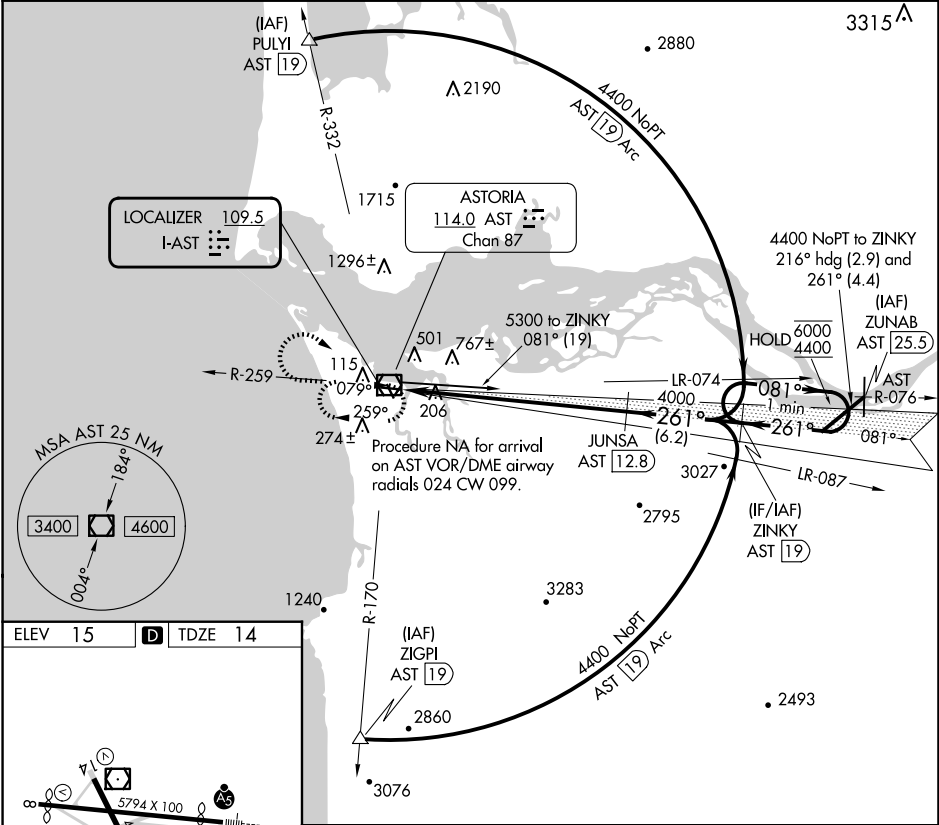 (IAF)
PULYI
AST 19
3315
2880
2190
4400 NoPT
AST 19 Arc
R-332
1715
LOCALIZER 109.5
I-AST
ASTORIA
114.0 AST
Chan 87
1296±
4400 NoPT to ZINKY
216° hdg (2.9) and
261° (4.4)
(IAF)
ZUNAB
AST 25.5
5300 to ZINKY
081° (19)
HOLD 6000
4400
501
767±
115
R-259
079°
259°
206
274±
LR-074
4000
081°
1 min
AST
R-076
261°
(6.2)
261°
081°
JUNSA
AST 12.8
3027
LR-087
Procedure NA for arrival
on AST VOR/DME airway
radials 024 CW 099.
(IF/IAF)
ZINKY
AST 19
MSA AST 25 NM
184°
3400
4600
004°
2795
3283
1240
R-170
(IAF)
ZIGPI
AST 19
4400 NoPT
AST 19 Arc
2860
2493
3076
ELEV 15 D TDZE 14
14
V
V
8
5794 X 100
A5